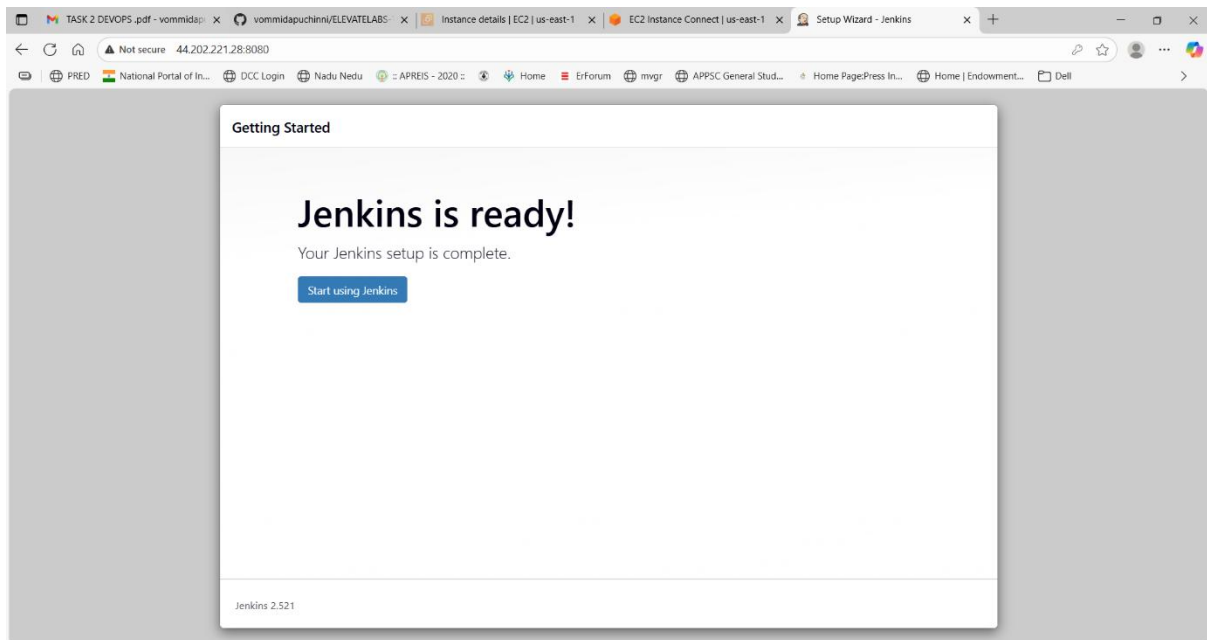 TASK 2 DEVOPS .pdf - vommidap
vommidapuchinni/ELEVATELABS-
Instance details | EC2 | us-east-1
EC2 Instance Connect | us-east-1
Setup Wizard - Jenkins
Not secure 44.202.221.28:8080
PRED
National Portal of In...
DCC Login
Nadu Nedu
:: APREIS - 2020 ::
Home
ErForum
mvgr
APPSC General Stud...
Home Page:Press In...
Home | Endowment...
Dell
Getting Started
Jenkins is ready!
Your Jenkins setup is complete.
Start using Jenkins
Jenkins 2.521